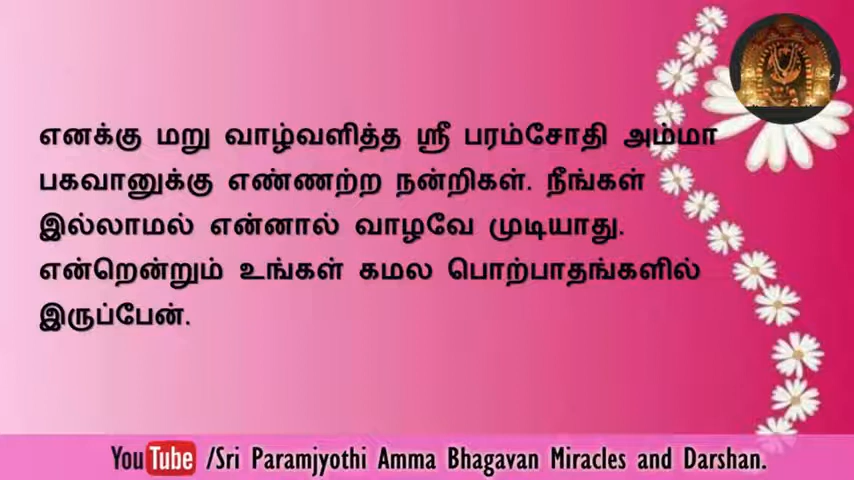 எனக்கு மறு வாழ்வளித்த ஸ்ரீ பரம்சோதி அம்மா
பகவானுக்கு எண்ணற்ற நன்றிகள். நீங்கள்
இல்லாமல் என்னால் வாழவே முடியாது.
என்றென்றும் உங்கள் கமல பொற்பாதங்களில்
இருப்பேன்.
YouTube /Sri Paramjyothi Amma Bhagavan Miracles and Darshan.